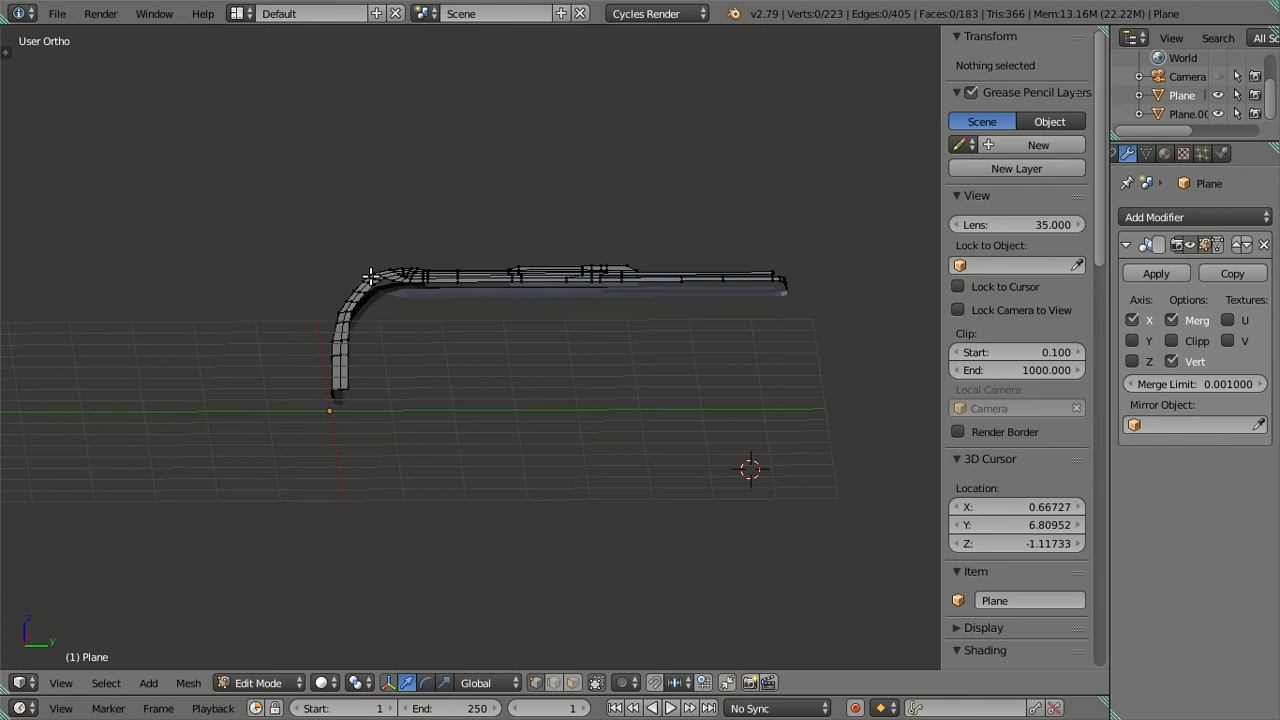 File Render Window Help Default Scene Cycles Render v2.79 | Verts:0/223 | Edges:0/405 | Faces:0/183 | Tris:366 | Mem:13.16M (22.22M) | Plane
User Ortho
Transform
Nothing selected
Grease Pencil Layers
Scene Object
New
New Layer
View
Lens: 35.000
Lock to Object:
Lock to Cursor
Lock Camera to View
Clip:
Start: 0.100
End: 1000.000
Local Camera:
Camera
Render Border
3D Cursor
Location:
X: 0.66727
Y: 6.80952
Z: -1.11733
Item
Plane
Display
Shading
View Search All Sc
World
Camera
Plane
Plane.00
Plane
Add Modifier
Apply Copy
Axis: Options: Textures:
X Merg U
Y Clipp V
Z Vert
Merge Limit: 0.001000
Mirror Object:
z
y
(1) Plane
View Select Add Mesh Edit Mode Global
View Marker Frame Playback Start: 1 End: 250 1 No Sync